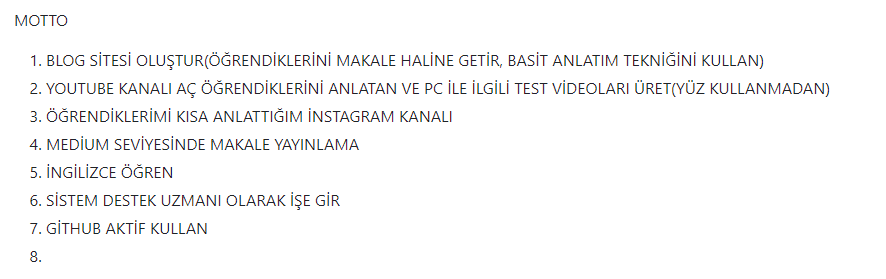 MOTTO
1. BLOG SİTESİ OLUŞTUR(ÖĞRENDİKLERİNİ MAKALE HALİNE GETİR, BASİT ANLATIM TEKNİĞİNİ KULLAN)
2. YOUTUBE KANALI AÇ ÖĞRENDİKLERİNİ ANLATAN VE PC İLE İLGİLİ TEST VİDEOLARI ÜRET(YÜZ KULLANMADAN)
3. ÖĞRENDİKLERİMİ KISA ANLATTIĞIM İNSTAGRAM KANALI
4. MEDİUM SEVİYESİNDE MAKALE YAYINLAMA
5. İNGİLİZCE ÖĞREN
6. SİSTEM DESTEK UZMANI OLARAK İŞE GİR
7. GİTHUB AKTİF KULLAN
8.